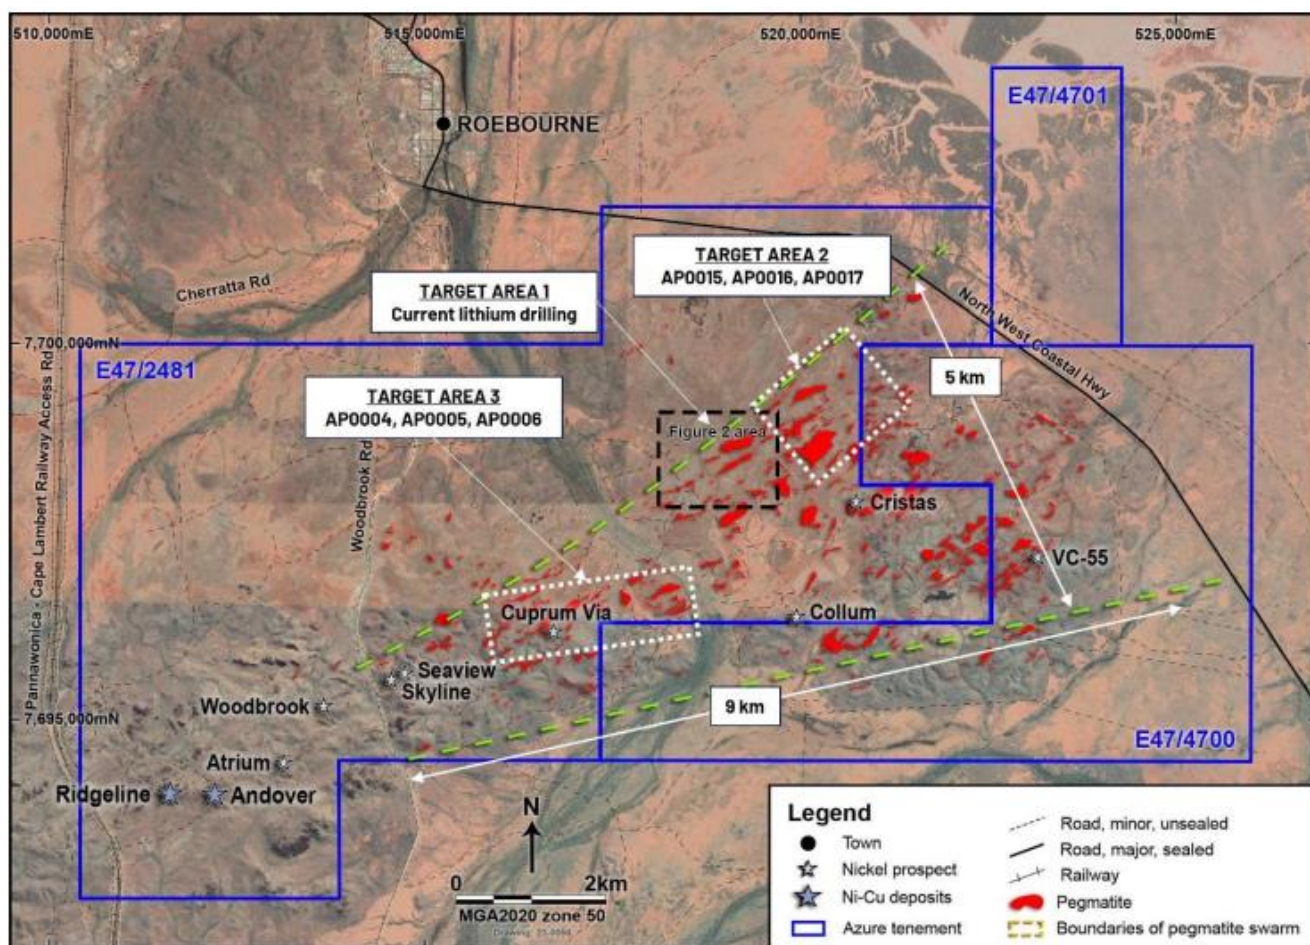 510,000mE
515,000mE
520,000mE
525,000mE
E47/4701
ROEBOURNE
TARGET AREA 2
AP0015, AP0016, AP0017
TARGET AREA 1
Current lithium drilling
Cherratta Rd
North West Coastal Hwy
7,700,000mN
E47/2481
5 km
TARGET AREA 3
AP0004, AP0005, AP0006
Figure 2 area
Pannawonica - Cape Lambert Railway Access Rd
Woodbrook Rd
Cristas
VC-55
Cuprum Via
Collum
Seaview
Skyline
Woodbrook
9 km
7,695,000mN
E47/4700
Atrium
Ridgeline
Andover
N
0 2km
MGA2020 zone 50
Legend
Town
Nickel prospect
Ni-Cu deposits
Azure tenement
Road, minor, unsealed
Road, major, sealed
Railway
Pegmatite
Boundaries of pegmatite swarm